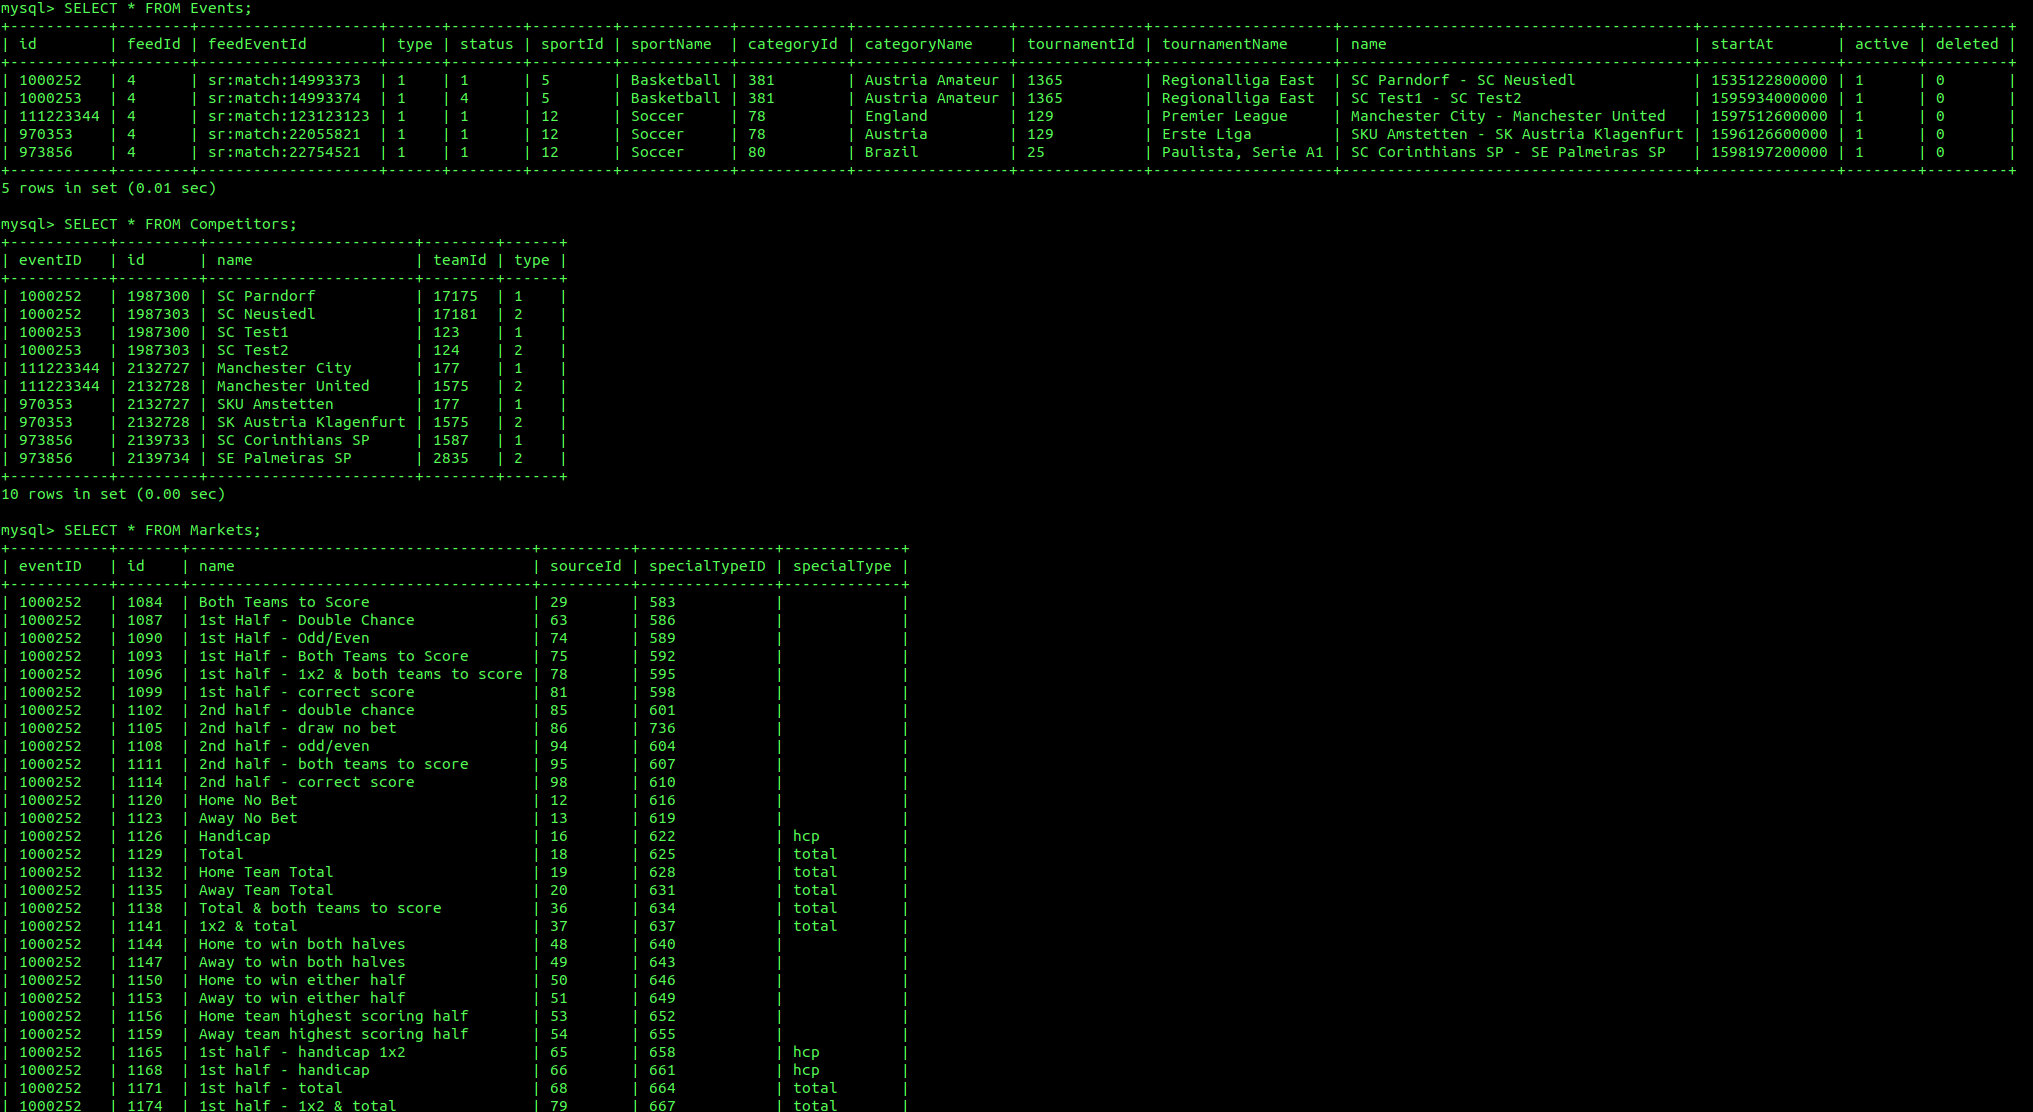 mysql> SELECT * FROM Events;
+-----------+--------+--------------------+------+--------+---------+------------+------------+-----------------+--------------+--------------------+---------------------------------------+---------------+--------+---------+
| id        | feedId | feedEventId        | type | status | sportId | sportName  | categoryId | categoryName    | tournamentId | tournamentName     | name                                  | startAt       | active | deleted |
+-----------+--------+--------------------+------+--------+---------+------------+------------+-----------------+--------------+--------------------+---------------------------------------+---------------+--------+---------+
| 1000252   | 4      | sr:match:14993373  | 1    | 1      | 5       | Basketball | 381        | Austria Amateur | 1365         | Regionalliga East  | SC Parndorf - SC Neusiedl             | 1535122800000 | 1      | 0       |
| 1000253   | 4      | sr:match:14993374  | 1    | 4      | 5       | Basketball | 381        | Austria Amateur | 1365         | Regionalliga East  | SC Test1 - SC Test2                   | 1595934000000 | 1      | 0       |
| 111223344 | 4      | sr:match:123123123 | 1    | 1      | 12      | Soccer     | 78         | England         | 129          | Premier League     | Manchester City - Manchester United   | 1597512600000 | 1      | 0       |
| 970353    | 4      | sr:match:22055821  | 1    | 1      | 12      | Soccer     | 78         | Austria         | 129          | Erste Liga         | SKU Amstetten - SK Austria Klagenfurt | 1596126600000 | 1      | 0       |
| 973856    | 4      | sr:match:22754521  | 1    | 1      | 12      | Soccer     | 80         | Brazil          | 25           | Paulista, Serie A1 | SC Corinthians SP - SE Palmeiras SP   | 1598197200000 | 1      | 0       |
+-----------+--------+--------------------+------+--------+---------+------------+------------+-----------------+--------------+--------------------+---------------------------------------+---------------+--------+---------+
5 rows in set (0.01 sec)

mysql> SELECT * FROM Competitors;
+-----------+---------+-----------------------+--------+------+
| eventID   | id      | name                  | teamId | type |
+-----------+---------+-----------------------+--------+------+
| 1000252   | 1987300 | SC Parndorf           | 17175  | 1    |
| 1000252   | 1987303 | SC Neusiedl           | 17181  | 2    |
| 1000253   | 1987300 | SC Test1              | 123    | 1    |
| 1000253   | 1987303 | SC Test2              | 124    | 2    |
| 111223344 | 2132727 | Manchester City       | 177    | 1    |
| 111223344 | 2132728 | Manchester United     | 1575   | 2    |
| 970353    | 2132727 | SKU Amstetten         | 177    | 1    |
| 970353    | 2132728 | SK Austria Klagenfurt | 1575   | 2    |
| 973856    | 2139733 | SC Corinthians SP     | 1587   | 1    |
| 973856    | 2139734 | SE Palmeiras SP       | 2835   | 2    |
+-----------+---------+-----------------------+--------+------+
10 rows in set (0.00 sec)

mysql> SELECT * FROM Markets;
+-----------+-------+--------------------------------------+----------+---------------+-------------+
| eventID   | id    | name                                 | sourceId | specialTypeID | specialType |
+-----------+-------+--------------------------------------+----------+---------------+-------------+
| 1000252   | 1084  | Both Teams to Score                  | 29       | 583           |             |
| 1000252   | 1087  | 1st Half - Double Chance             | 63       | 586           |             |
| 1000252   | 1090  | 1st Half - Odd/Even                  | 74       | 589           |             |
| 1000252   | 1093  | 1st Half - Both Teams to Score       | 75       | 592           |             |
| 1000252   | 1096  | 1st half - 1x2 & both teams to score | 78       | 595           |             |
| 1000252   | 1099  | 1st half - correct score             | 81       | 598           |             |
| 1000252   | 1102  | 2nd half - double chance             | 85       | 601           |             |
| 1000252   | 1105  | 2nd half - draw no bet               | 86       | 736           |             |
| 1000252   | 1108  | 2nd half - odd/even                  | 94       | 604           |             |
| 1000252   | 1111  | 2nd half - both teams to score       | 95       | 607           |             |
| 1000252   | 1114  | 2nd half - correct score             | 98       | 610           |             |
| 1000252   | 1120  | Home No Bet                          | 12       | 616           |             |
| 1000252   | 1123  | Away No Bet                          | 13       | 619           |             |
| 1000252   | 1126  | Handicap                             | 16       | 622           | hcp         |
| 1000252   | 1129  | Total                                | 18       | 625           | total       |
| 1000252   | 1132  | Home Team Total                      | 19       | 628           | total       |
| 1000252   | 1135  | Away Team Total                      | 20       | 631           | total       |
| 1000252   | 1138  | Total & both teams to score          | 36       | 634           | total       |
| 1000252   | 1141  | 1x2 & total                          | 37       | 637           | total       |
| 1000252   | 1144  | Home to win both halves              | 48       | 640           |             |
| 1000252   | 1147  | Away to win both halves              | 49       | 643           |             |
| 1000252   | 1150  | Home to win either half              | 50       | 646           |             |
| 1000252   | 1153  | Away to win either half              | 51       | 649           |             |
| 1000252   | 1156  | Home team highest scoring half       | 53       | 652           |             |
| 1000252   | 1159  | Away team highest scoring half       | 54       | 655           |             |
| 1000252   | 1165  | 1st half - handicap 1x2              | 65       | 658           | hcp         |
| 1000252   | 1168  | 1st half - handicap                  | 66       | 661           | hcp         |
| 1000252   | 1171  | 1st half - total                     | 68       | 664           | total       |
| 1000252   | 1174  | 1st half - 1x2 & total               | 79       | 667           | total       |